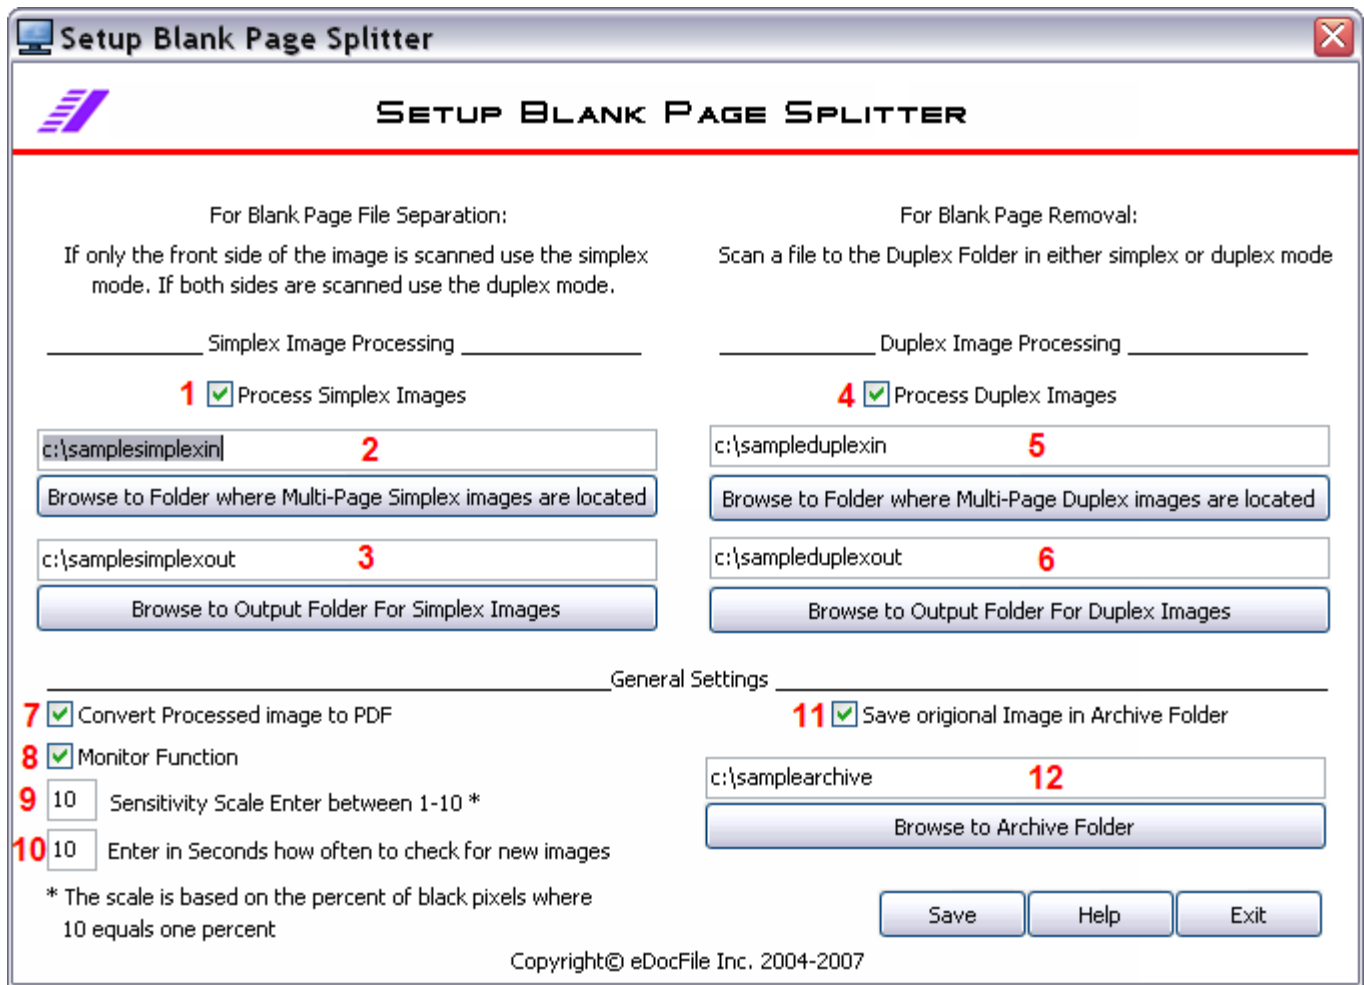 Setup Blank Page Splitter
SETUP BLANK PAGE SPLITTER
For Blank Page File Separation:
If only the front side of the image is scanned use the simplex
mode. If both sides are scanned use the duplex mode.
For Blank Page Removal:
Scan a file to the Duplex Folder in either simplex or duplex mode
Simplex Image Processing
1 Process Simplex Images
c:\samplesimplexin 2
Browse to Folder where Multi-Page Simplex images are located
c:\samplesimplexout 3
Browse to Output Folder For Simplex Images
Duplex Image Processing
4 Process Duplex Images
c:\sampleduplexin 5
Browse to Folder where Multi-Page Duplex images are located
c:\sampleduplexout 6
Browse to Output Folder For Duplex Images
General Settings
7 Convert Processed image to PDF
8 Monitor Function
9 10 Sensitivity Scale Enter between 1-10 *
10 10 Enter in Seconds how often to check for new images
* The scale is based on the percent of black pixels where
10 equals one percent
11 Save origional Image in Archive Folder
c:\samplearchive 12
Browse to Archive Folder
Save Help Exit
Copyright© eDocFile Inc. 2004-2007